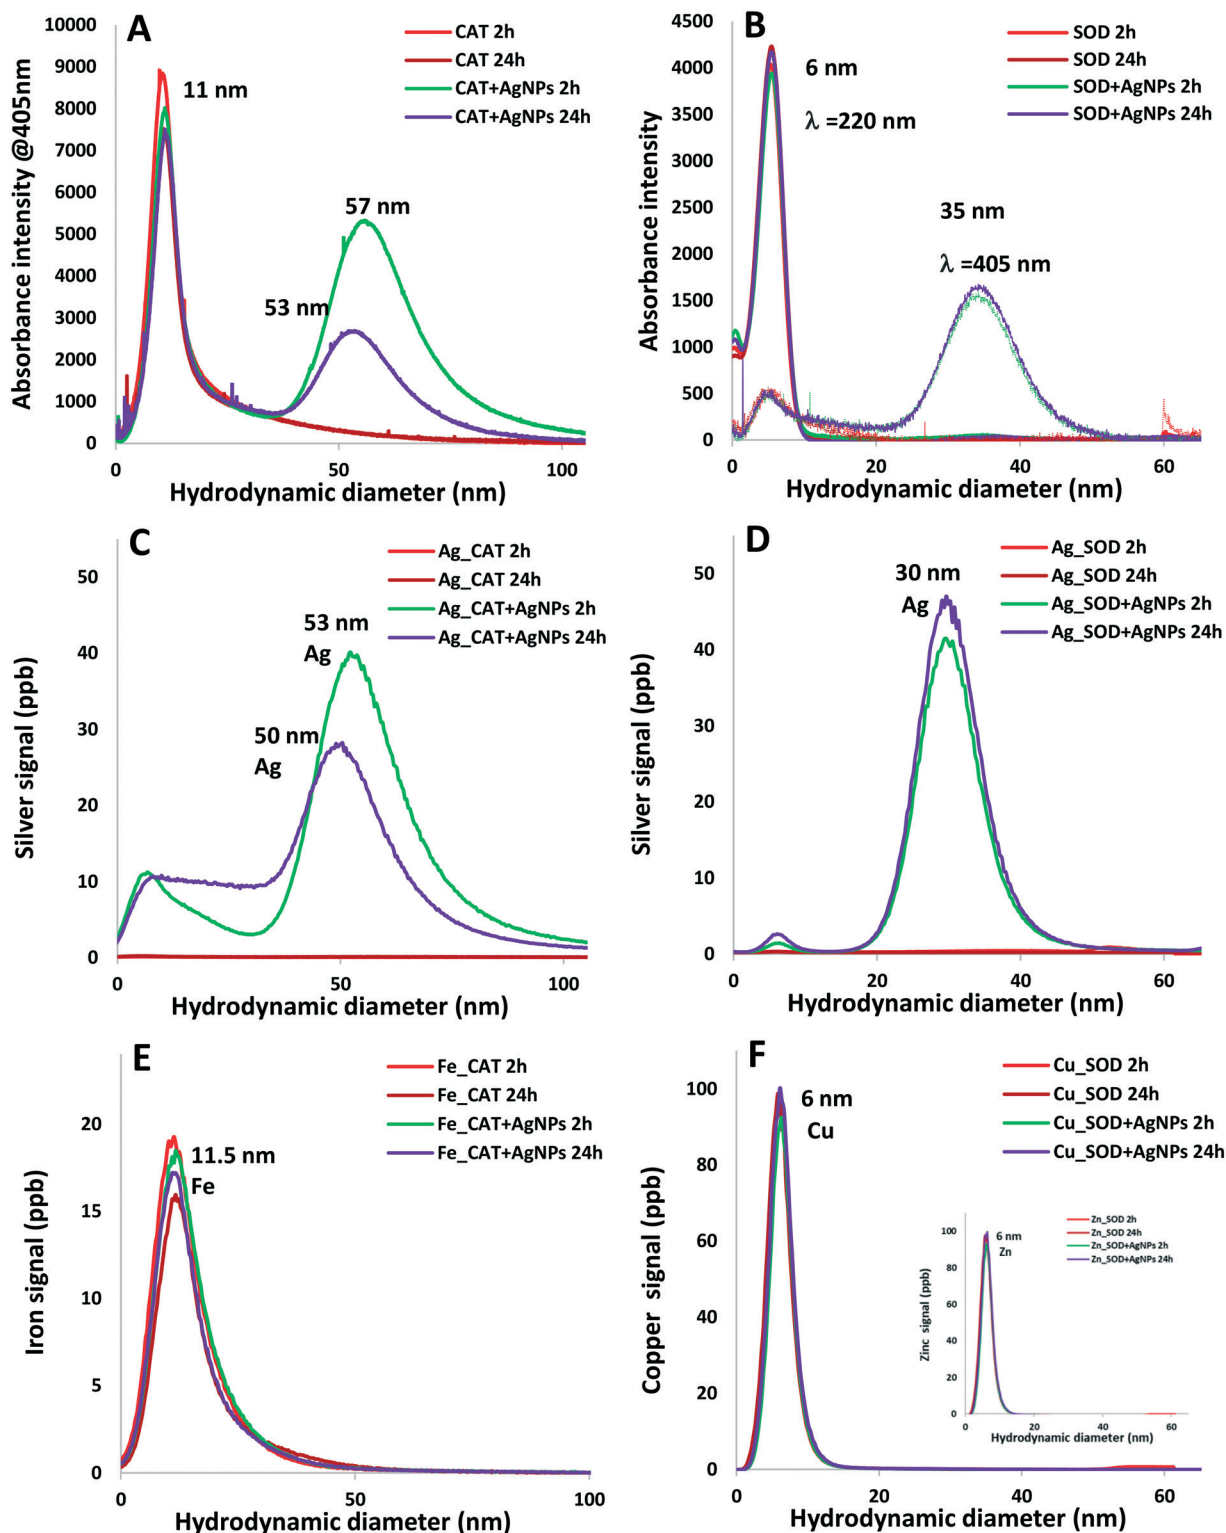 A
CAT 2h
CAT 24h
CAT+AgNPs 2h
CAT+AgNPs 24h
11 nm
57 nm
53 nm
Absorbance intensity @405nm
10000
9000
8000
7000
6000
5000
4000
3000
2000
1000
0
0 50 100
Hydrodynamic diameter (nm)
B
SOD 2h
SOD 24h
SOD+AgNPs 2h
SOD+AgNPs 24h
6 nm
λ =220 nm
35 nm
λ =405 nm
Absorbance intensity
4500
4000
3500
3000
2500
2000
1500
1000
500
0
0 20 40 60
Hydrodynamic diameter (nm)
C
Ag_CAT 2h
Ag_CAT 24h
Ag_CAT+AgNPs 2h
Ag_CAT+AgNPs 24h
53 nm
Ag
50 nm
Ag
Silver signal (ppb)
50
40
30
20
10
0
0 50 100
Hydrodynamic diameter (nm)
D
Ag_SOD 2h
Ag_SOD 24h
Ag_SOD+AgNPs 2h
Ag_SOD+AgNPs 24h
30 nm
Ag
Silver signal (ppb)
50
40
30
20
10
0
0 20 40 60
Hydrodynamic diameter (nm)
E
Fe_CAT 2h
Fe_CAT 24h
Fe_CAT+AgNPs 2h
Fe_CAT+AgNPs 24h
11.5 nm
Fe
Iron signal (ppb)
20
15
10
5
0
0 50 100
Hydrodynamic diameter (nm)
F
Cu_SOD 2h
Cu_SOD 24h
Cu_SOD+AgNPs 2h
Cu_SOD+AgNPs 24h
6 nm
Cu
Copper signal (ppb)
100
80
60
40
20
0
0 20 40 60
Hydrodynamic diameter (nm)
Zn_SOD 2h
Zn_SOD 24h
Zn_SOD+AgNPs 2h
Zn_SOD+AgNPs 24h
6 nm
Zn
Zinc signal (ppb)
100
80
60
40
20
0
0 20 40 60
Hydrodynamic diameter (nm)